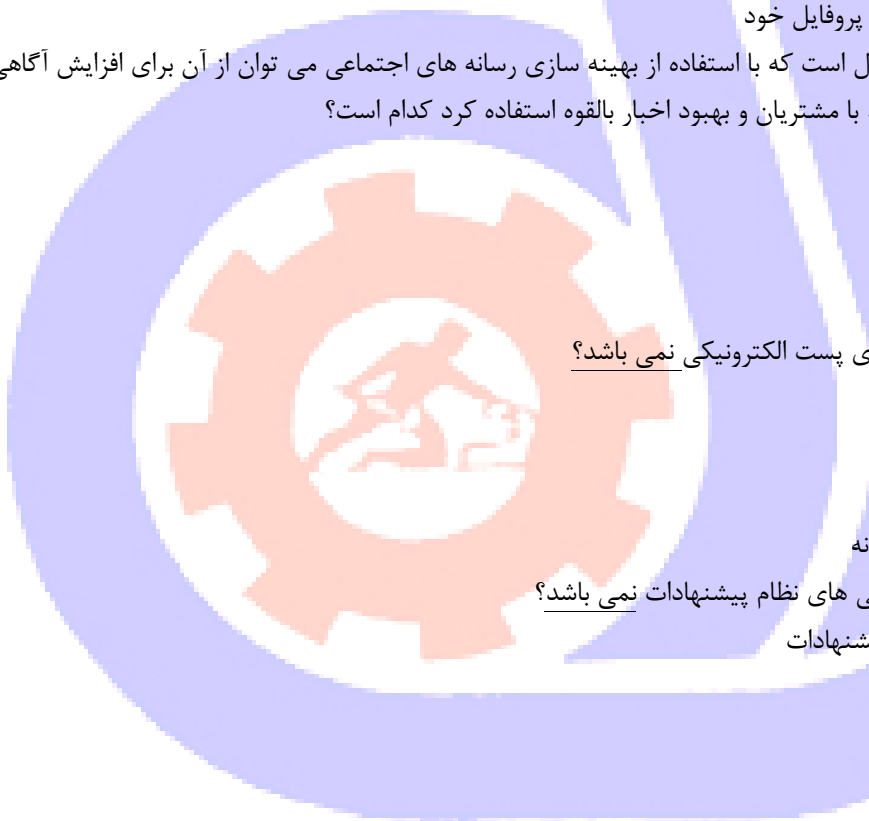 پروفایل خود
ل است که با استفاده از بهینه سازی رسانه های اجتماعی می توان از آن برای افزایش آگاهی
با مشتریان و بهبود اخبار بالقوه استفاده کرد کدام است؟
ی پست الکترونیکی نمی باشد؟
نه
ی های نظام پیشنهادات نمی باشد؟
شنهادات